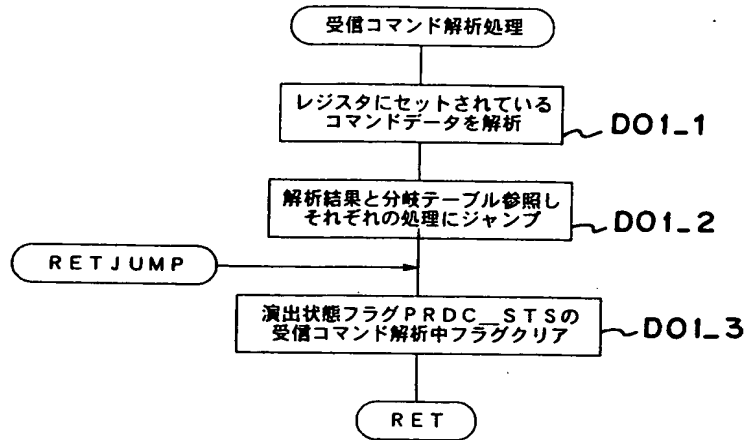 受信コマンド解析処理
レジスタにセットされている
コマンドデータを解析
DO1_1
解析結果と分岐テーブル参照し
それぞれの処理にジャンプ
DO1_2
RETJUMP
演出状態フラグPRDC_STSの
受信コマンド解析中フラグクリア
DO1_3
RET